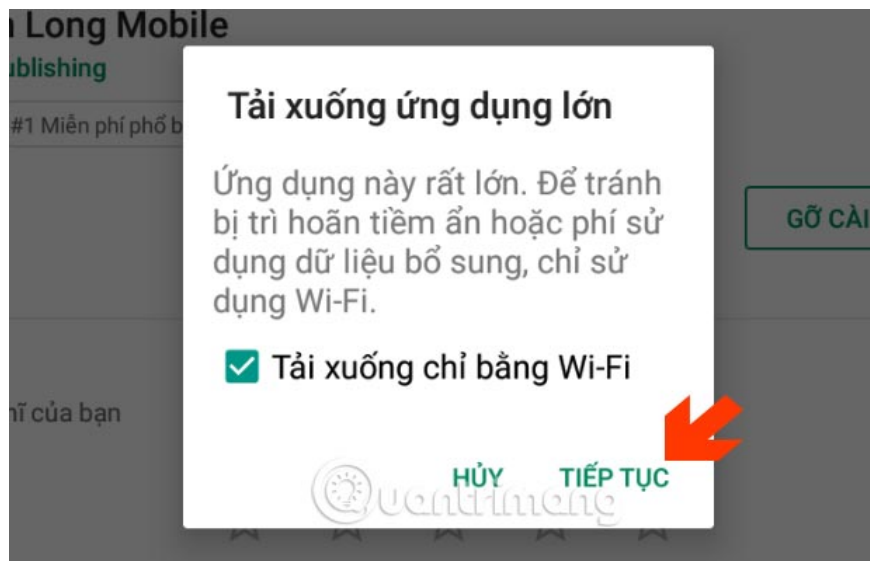 Long Mobile
ublishing
#1 Miễn phí phổ b
Tải xuống ứng dụng lớn
Ứng dụng này rất lớn. Để tránh
bị trì hoãn tiềm ẩn hoặc phí sử
dụng dữ liệu bổ sung, chỉ sử
dụng Wi-Fi.
GỠ CÀI
Tải xuống chỉ bằng Wi-Fi
hĩ của bạn
HỦY TIẾP TỤC
Quantrimang